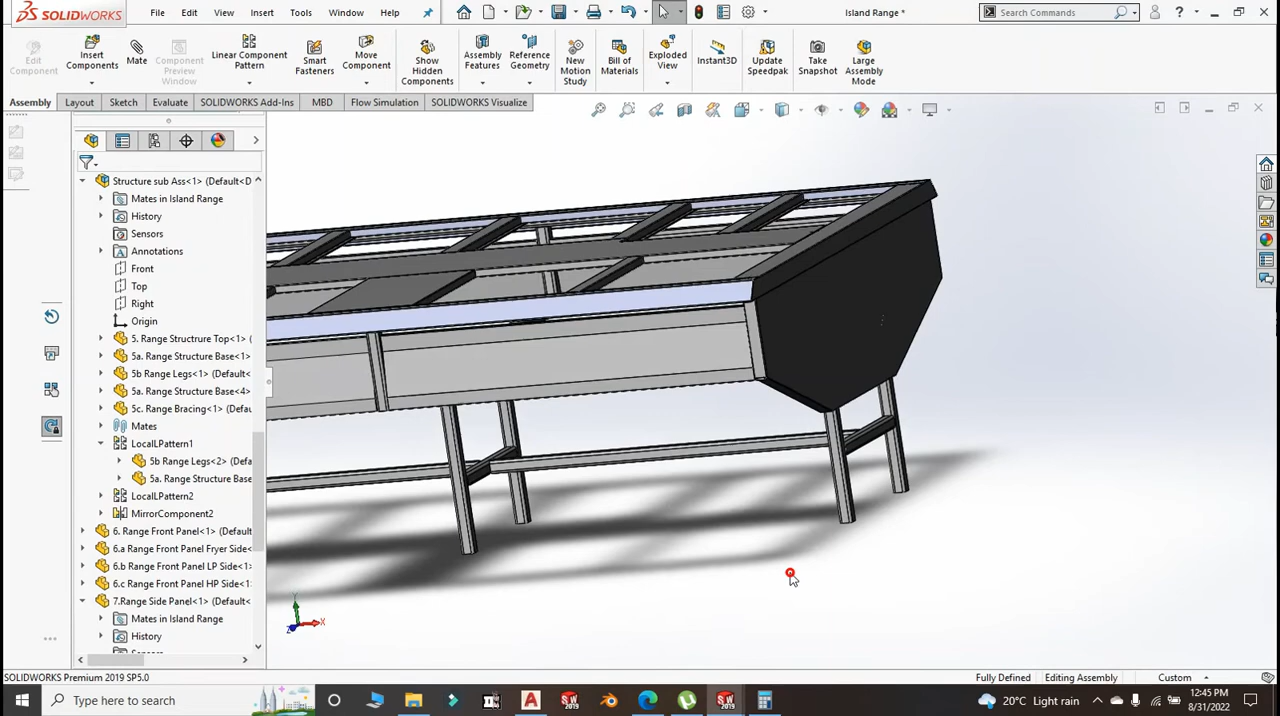 SOLIDWORKS File Edit View Insert Tools Window Help Island Range * Search Commands ?
Edit Component
Insert Components
Mate
Component Preview Window
Linear Component Pattern
Smart Fasteners
Move Component
Show Hidden Components
Assembly Features
Reference Geometry
New Motion Study
Bill of Materials
Exploded View
Instant3D
Update Speedpak
Take Snapshot
Large Assembly Mode
Assembly Layout Sketch Evaluate SOLIDWORKS Add-Ins MBD Flow Simulation SOLIDWORKS Visualize
Structure sub Ass<1> (Default<D
Mates in Island Range
History
Sensors
Annotations
Front
Top
Right
Origin
5. Range Structrure Top<1>
5a. Range Structure Base<1>
5b Range Legs<1> (Default
5a. Range Structure Base<4>
5c. Range Bracing<1> (Defau
Mates
LocalLPattern1
5b Range Legs<2> (Defa
5a. Range Structure Base
LocalLPattern2
MirrorComponent2
6. Range Front Panel<1> (Default
6.a Range Front Panel Fryer Side<
6.b Range Front Panel LP Side<1>
6.c Range Front Panel HP Side<1>
7.Range Side Panel<1> (Default<
Mates in Island Range
History
Y
X
Z
SOLIDWORKS Premium 2019 SP5.0 Fully Defined Editing Assembly Custom
Type here to search
20°C Light rain
12:45 PM
8/31/2022